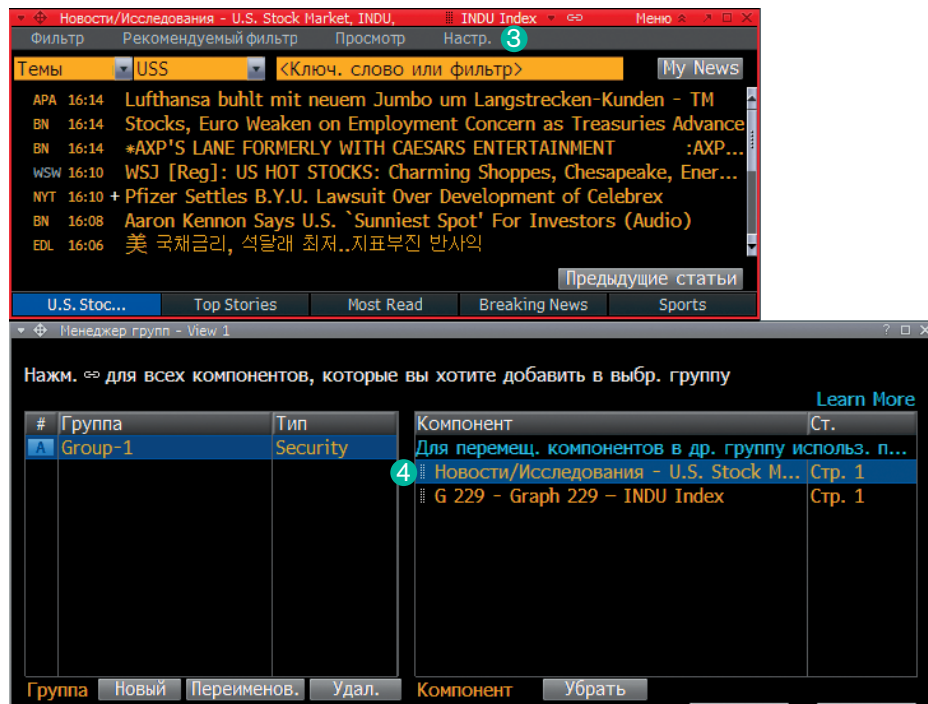 Новости/Исследования - U.S. Stock Market, INDU, INDU Index Меню
Фильтр Рекомендуемый фильтр Просмотр Настр. 3
Темы USS <Ключ. слово или фильтр> My News
APA 16:14 Lufthansa buhlt mit neuem Jumbo um Langstrecken-Kunden - TM
BN 16:14 Stocks, Euro Weaken on Employment Concern as Treasuries Advance
BN 16:14 *AXP'S LANE FORMERLY WITH CAESARS ENTERTAINMENT :AXP...
WSW 16:10 WSJ [Reg]: US HOT STOCKS: Charming Shoppes, Chesapeake, Ener...
NYT 16:10 + Pfizer Settles B.Y.U. Lawsuit Over Development of Celebrex
BN 16:08 Aaron Kennon Says U.S. `Sunniest Spot' For Investors (Audio)
EDL 16:06 美 국채금리, 석달래 최저..지표부진 반사익
Предыдущие статьи
U.S. Stoc... Top Stories Most Read Breaking News Sports
Менеджер групп - View 1 ?
Нажм. для всех компонентов, которые вы хотите добавить в выбр. группу
Learn More
# Группа Тип Компонент Ст.
A Group-1 Security Для перемещ. компонентов в др. группу использ. п...
4 Новости/Исследования - U.S. Stock M... Стр. 1
G 229 - Graph 229 – INDU Index Стр. 1
Группа Новый Переименов. Удал. Компонент Убрать